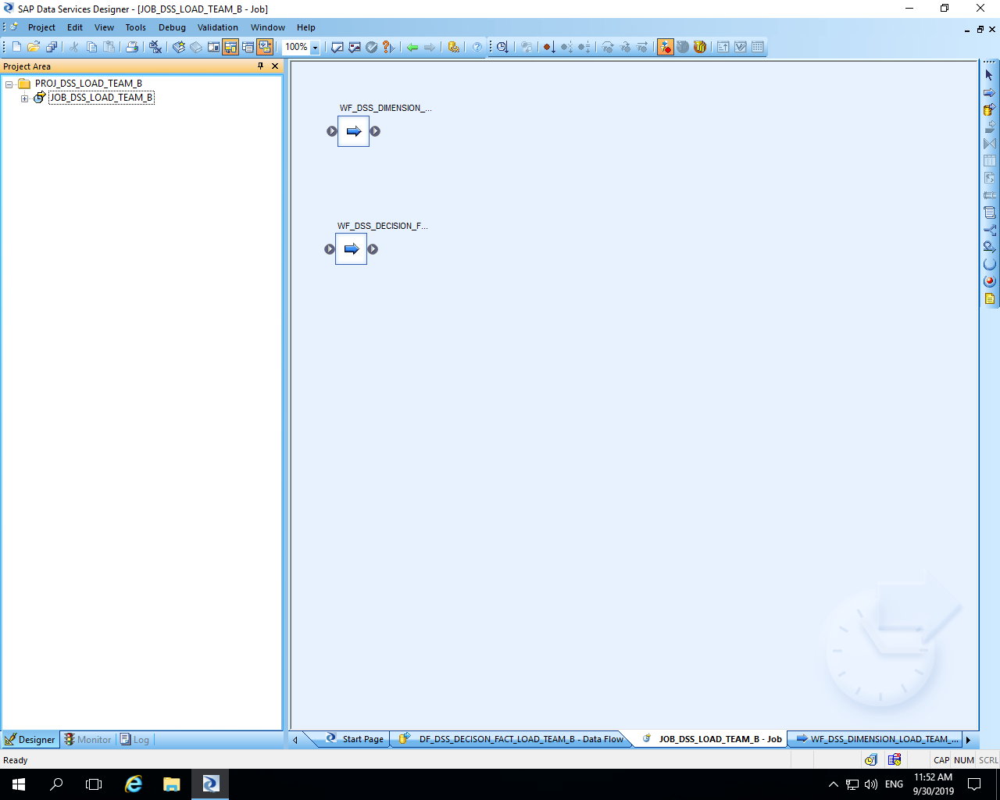 SAP Data Services Designer - [JOB_DSS_LOAD_TEAM_B - Job]
Project Edit View Tools Debug Validation Window Help
100%
Project Area
PROJ_DSS_LOAD_TEAM_B
JOB_DSS_LOAD_TEAM_B
WF_DSS_DIMENSION_...
WF_DSS_DECISION_F...
Designer Monitor Log
Start Page DF_DSS_DECISON_FACT_LOAD_TEAM_B - Data Flow JOB_DSS_LOAD_TEAM_B - Job WF_DSS_DIMENSION_LOAD_TEAM_...
Ready
CAP NUM SCRL
ENG
11:52 AM
9/30/2019